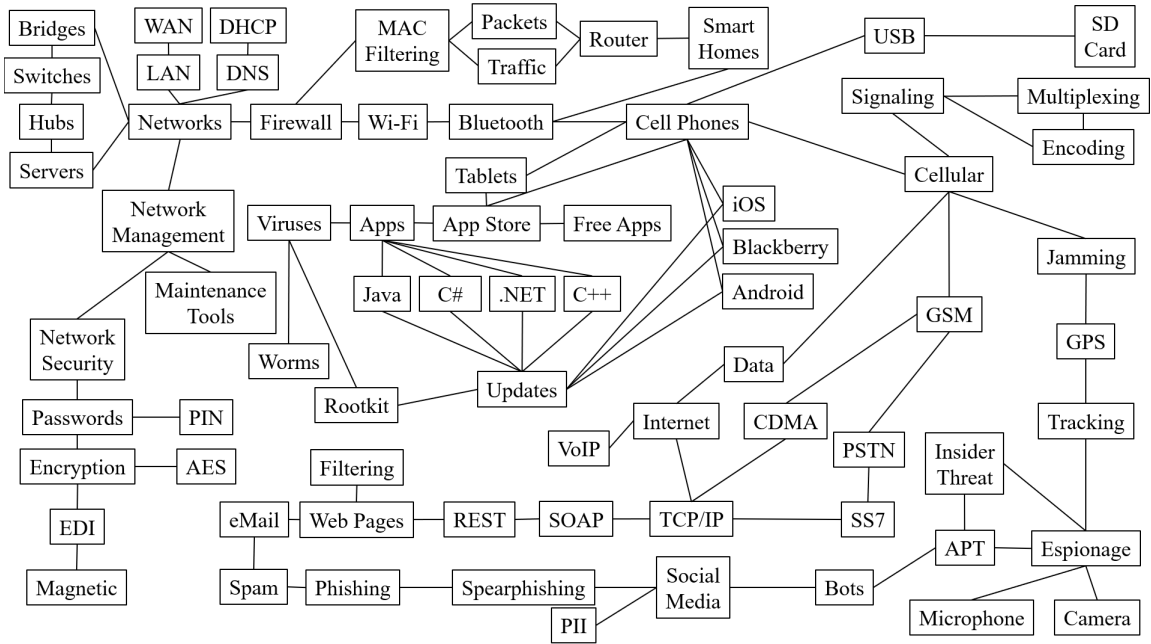 Bridges
WAN
DHCP
MAC
Filtering
Packets
Traffic
Router
Smart
Homes
USB
SD
Card
Switches
LAN
DNS
Signaling
Multiplexing
Hubs
Networks
Firewall
Wi-Fi
Bluetooth
Cell Phones
Encoding
Servers
Tablets
Cellular
Network
Management
Viruses
Apps
App Store
Free Apps
iOS
Blackberry
Jamming
Maintenance
Tools
Java
C#
.NET
C++
Android
GSM
Network
Security
Worms
Data
GPS
Rootkit
Updates
Passwords
PIN
Internet
CDMA
Tracking
VoIP
PSTN
Insider
Threat
Encryption
AES
Filtering
EDI
eMail
Web Pages
REST
SOAP
TCP/IP
SS7
APT
Espionage
Magnetic
Spam
Phishing
Spearphishing
Social
Media
Bots
PII
Microphone
Camera